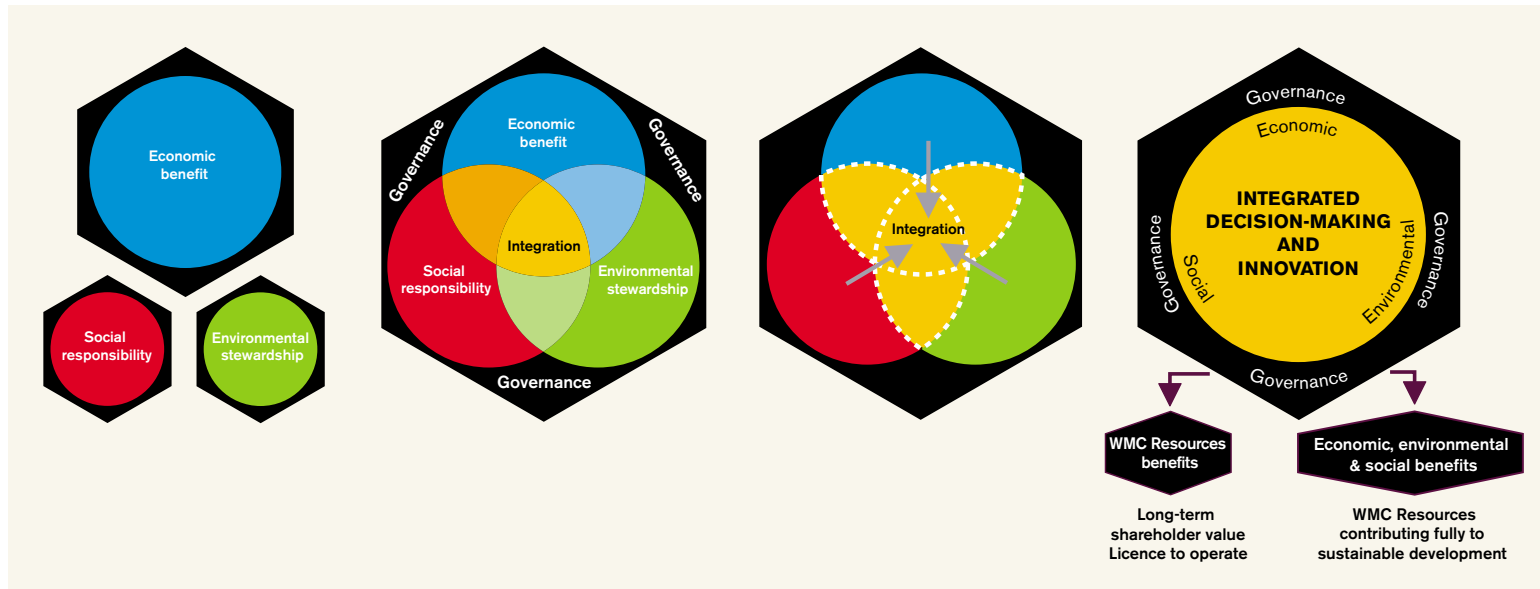 Economic
benefit
Social
responsibility
Environmental
stewardship
Governance
Governance
Economic
benefit
Integration
Social
responsibility
Environmental
stewardship
Governance
Integration
Governance
Economic
INTEGRATED
DECISION-MAKING
AND
INNOVATION
Governance
Social
Environmental
Governance
Governance
WMC Resources
benefits
Economic, environmental
& social benefits
Long-term
shareholder value
Licence to operate
WMC Resources
contributing fully to
sustainable development